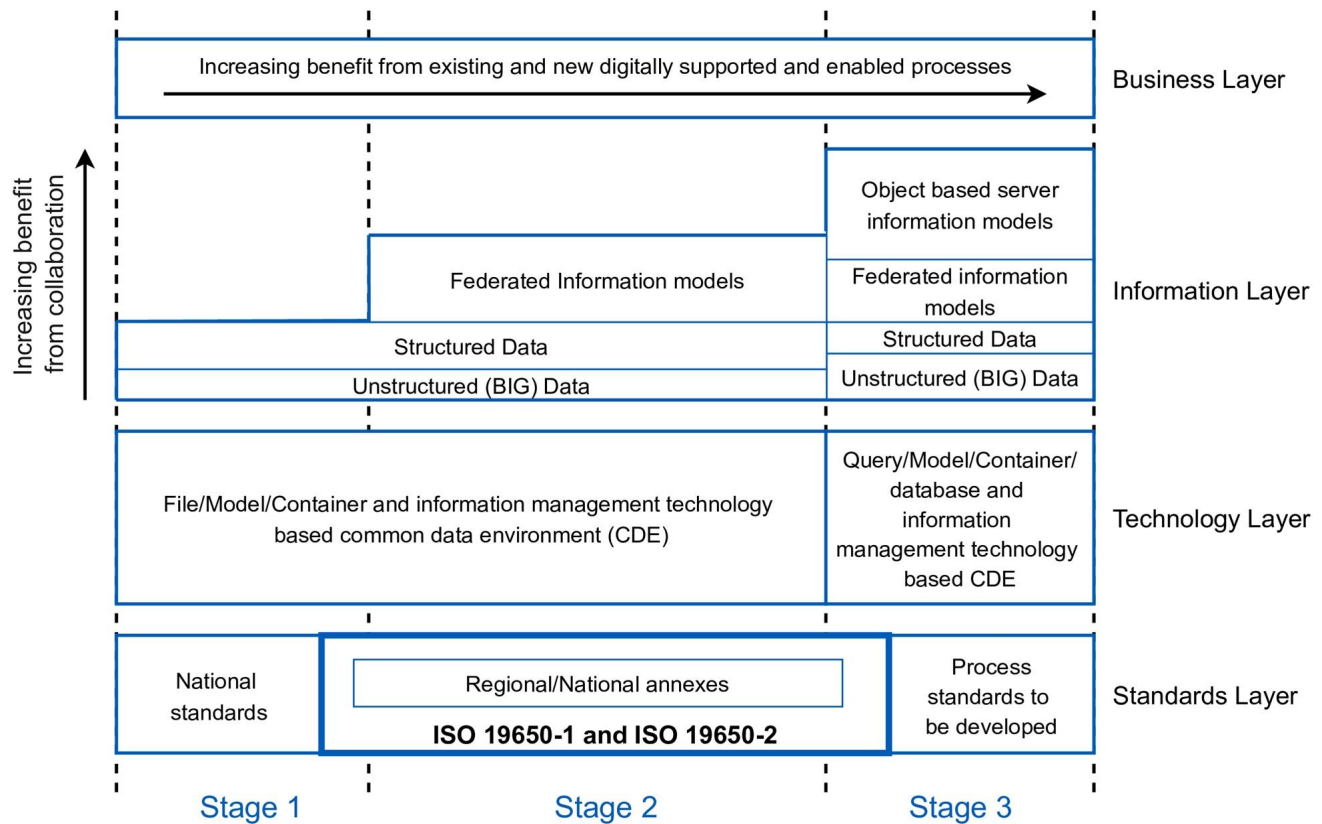 Increasing benefit from existing and new digitally supported and enabled processes
Business Layer
Increasing benefit
from collaboration
Object based server
information models
Federated Information models
Federated information
models
Structured Data
Structured Data
Unstructured (BIG) Data
Unstructured (BIG) Data
Information Layer
File/Model/Container and information management technology
based common data environment (CDE)
Query/Model/Container/
database and
information
management technology
based CDE
Technology Layer
National
standards
Regional/National annexes
ISO 19650-1 and ISO 19650-2
Process
standards to
be developed
Standards Layer
Stage 1
Stage 2
Stage 3